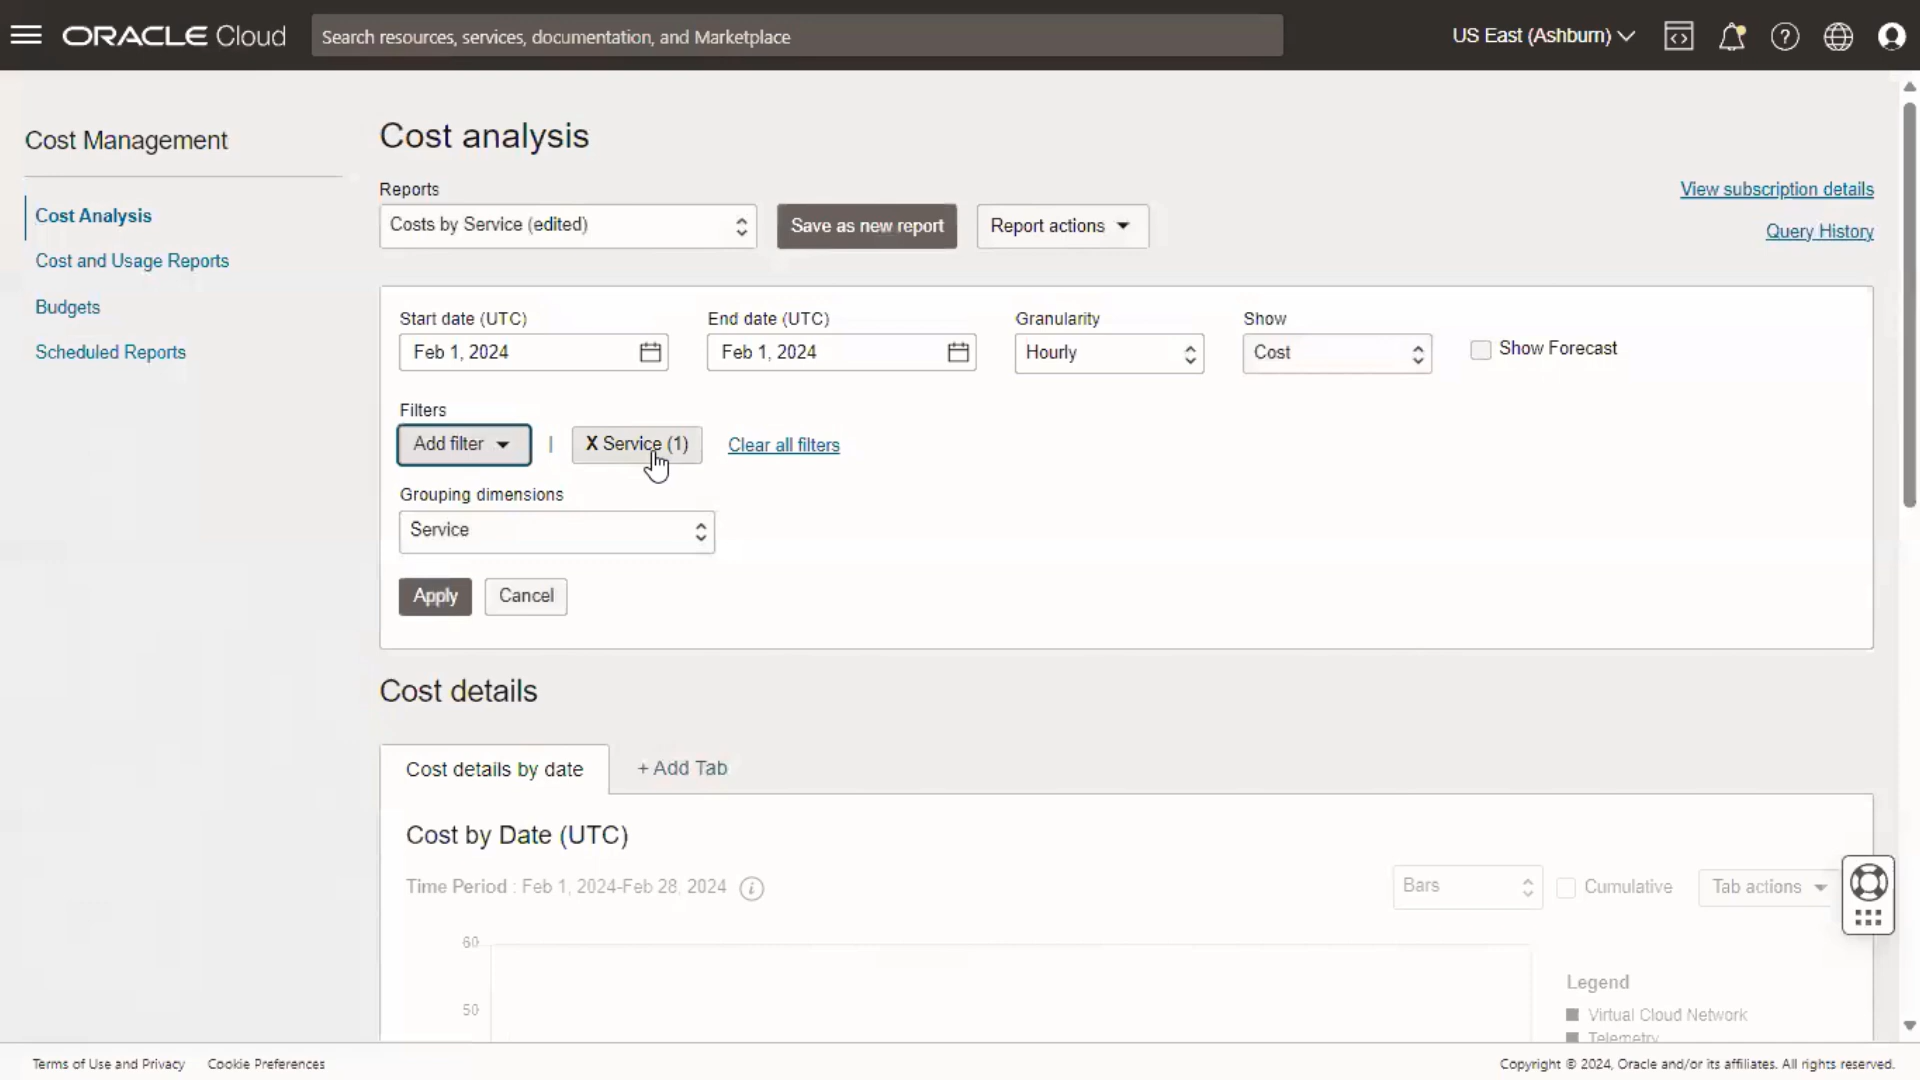 ORACLE Cloud
Search resources, services, documentation, and Marketplace
US East (Ashburn)
Cost Management
Cost Analysis
Cost and Usage Reports
Budgets
Scheduled Reports
Cost analysis
Reports
Costs by Service (edited)
Save as new report
Report actions
View subscription details
Query History
Start date (UTC)
End date (UTC)
Granularity
Show
Feb 1, 2024
Feb 1, 2024
Hourly
Cost
Show Forecast
Filters
Add filter
|
X Service (1)
Clear all filters
Grouping dimensions
Service
Apply
Cancel
Cost details
Cost details by date
+ Add Tab
Cost by Date (UTC)
Time Period : Feb 1, 2024-Feb 28, 2024
Bars
Cumulative
Tab actions
60
50
Legend
Virtual Cloud Network
Telemetry
Terms of Use and Privacy
Cookie Preferences
Copyright © 2024, Oracle and/or its affiliates. All rights reserved.